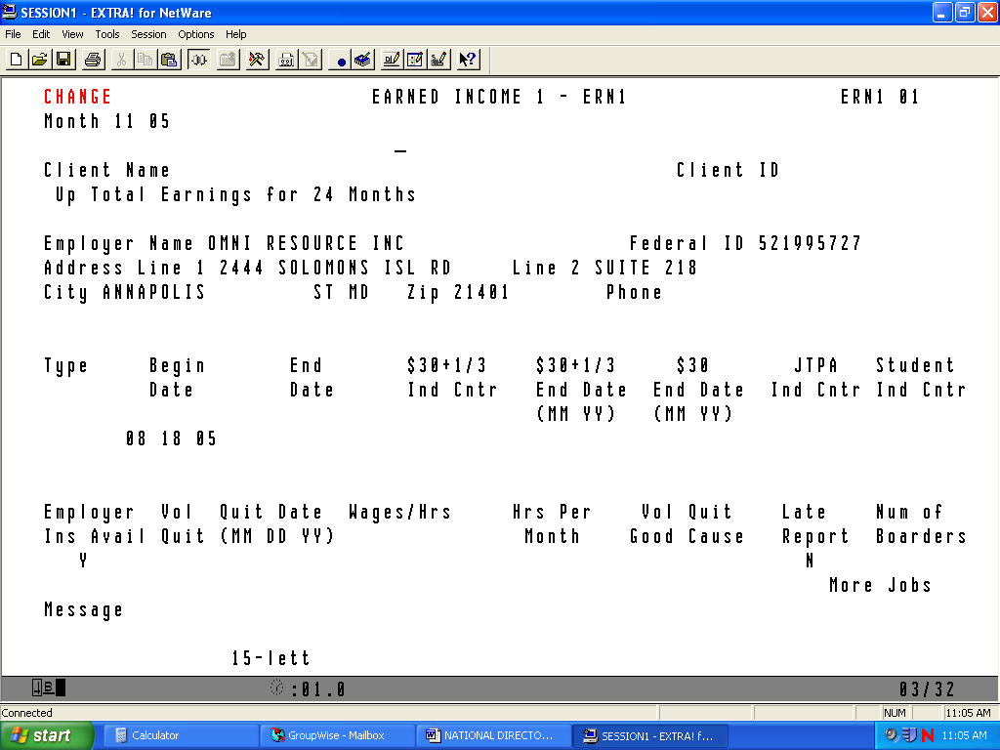 SESSION1 - EXTRA! for NetWare
File Edit View Tools Session Options Help
CHANGE EARNED INCOME 1 - ERN1 ERN1 01
Month 11 05
Client Name Client ID
Up Total Earnings for 24 Months
Employer Name OMNI RESOURCE INC Federal ID 521995727
Address Line 1 2444 SOLOMONS ISL RD Line 2 SUITE 218
City ANNAPOLIS ST MD Zip 21401 Phone
Type Begin End $30+1/3 $30+1/3 $30 JTPA Student
Date Date Ind Cntr End Date End Date Ind Cntr Ind Cntr
(MM YY) (MM YY)
08 18 05
Employer Vol Quit Date Wages/Hrs Hrs Per Vol Quit Late Num of
Ins Avail Quit (MM DD YY) Month Good Cause Report Boarders
Y N
More Jobs
Message
15-lett
B :01.0 03/32
Connected NUM 11:05 AM
start Calculator GroupWise - Mailbox NATIONAL DIRECTO... SESSION1 - EXTRA! f... N 11:05 AM